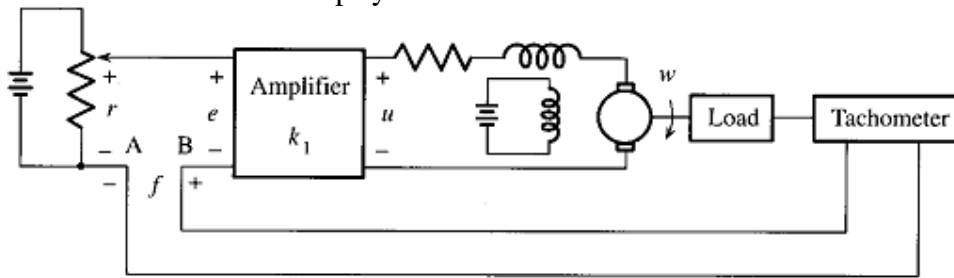 + r −
A
B
− f +
+ e −
Amplifier
k₁
+ u −
w
Load
Tachometer